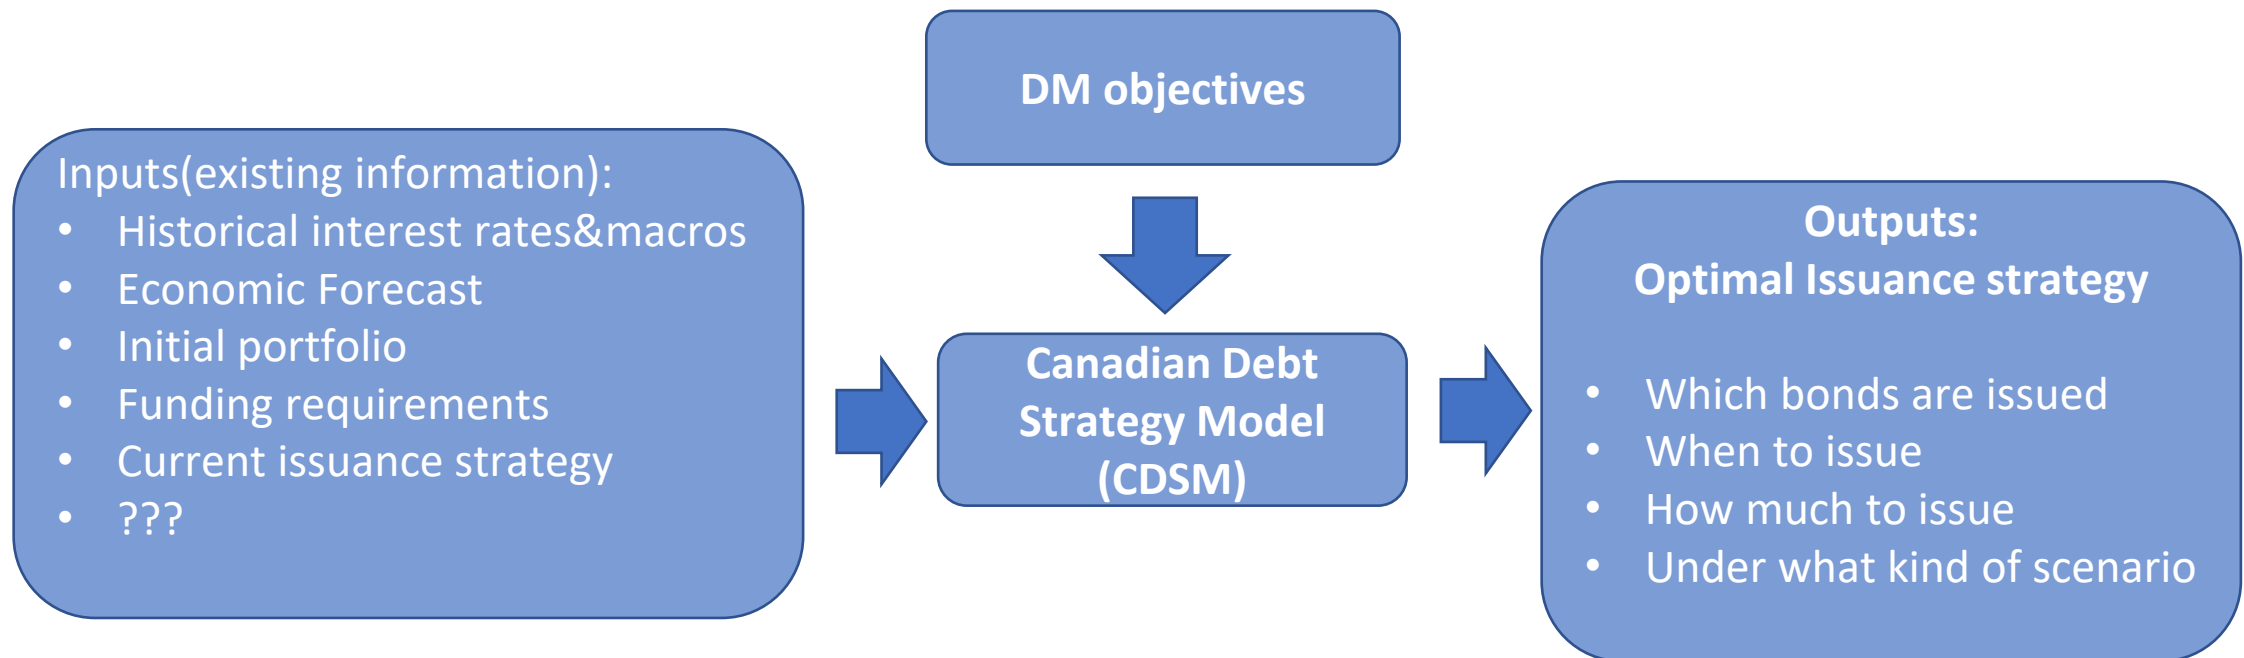 DM objectives
Inputs(existing information):
• Historical interest rates&macros
• Economic Forecast
• Initial portfolio
• Funding requirements
• Current issuance strategy
• ???
Canadian Debt
Strategy Model
(CDSM)
Outputs:
Optimal Issuance strategy
• Which bonds are issued
• When to issue
• How much to issue
• Under what kind of scenario